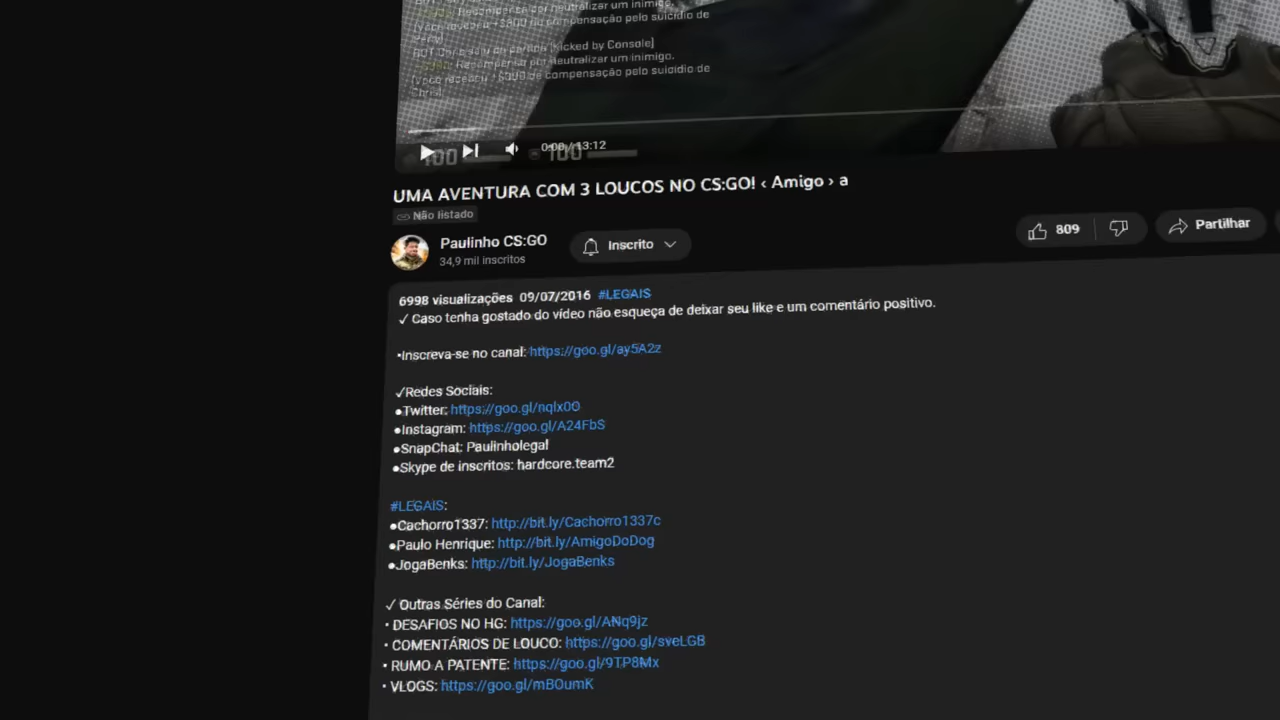 Recompensa por neutralizar um inimigo.
[você recebeu +$300 de compensação pelo suicídio de
Perry]
BOT Chris saiu da partida [Kicked by Console]
Recompensa por neutralizar um inimigo.
[você recebeu +$300 de compensação pelo suicídio de
Chris]
100 100
0:00 / 13:12
UMA AVENTURA COM 3 LOUCOS NO CS:GO! ‹ Amigo › a
Não listado
Paulinho CS:GO
34,9 mil inscritos
Inscrito
809
Partilhar
6998 visualizações 09/07/2016 #LEGAIS
✓ Caso tenha gostado do vídeo não esqueça de deixar seu like e um comentário positivo.
•Inscreva-se no canal: https://goo.gl/ay5A2z
✓Redes Sociais:
●Twitter: https://goo.gl/nqlx0O
●Instagram: https://goo.gl/A24FbS
●SnapChat: Paulinholegal
●Skype de inscritos: hardcore.team2
#LEGAIS:
●Cachorro1337: http://bit.ly/Cachorro1337c
●Paulo Henrique: http://bit.ly/AmigoDoDog
●JogaBenks: http://bit.ly/JogaBenks
✓ Outras Séries do Canal:
• DESAFIOS NO HG: https://goo.gl/ANq9jz
• COMENTÁRIOS DE LOUCO: https://goo.gl/sveLGB
• RUMO A PATENTE: https://goo.gl/9TP8Mx
• VLOGS: https://goo.gl/mBOumK